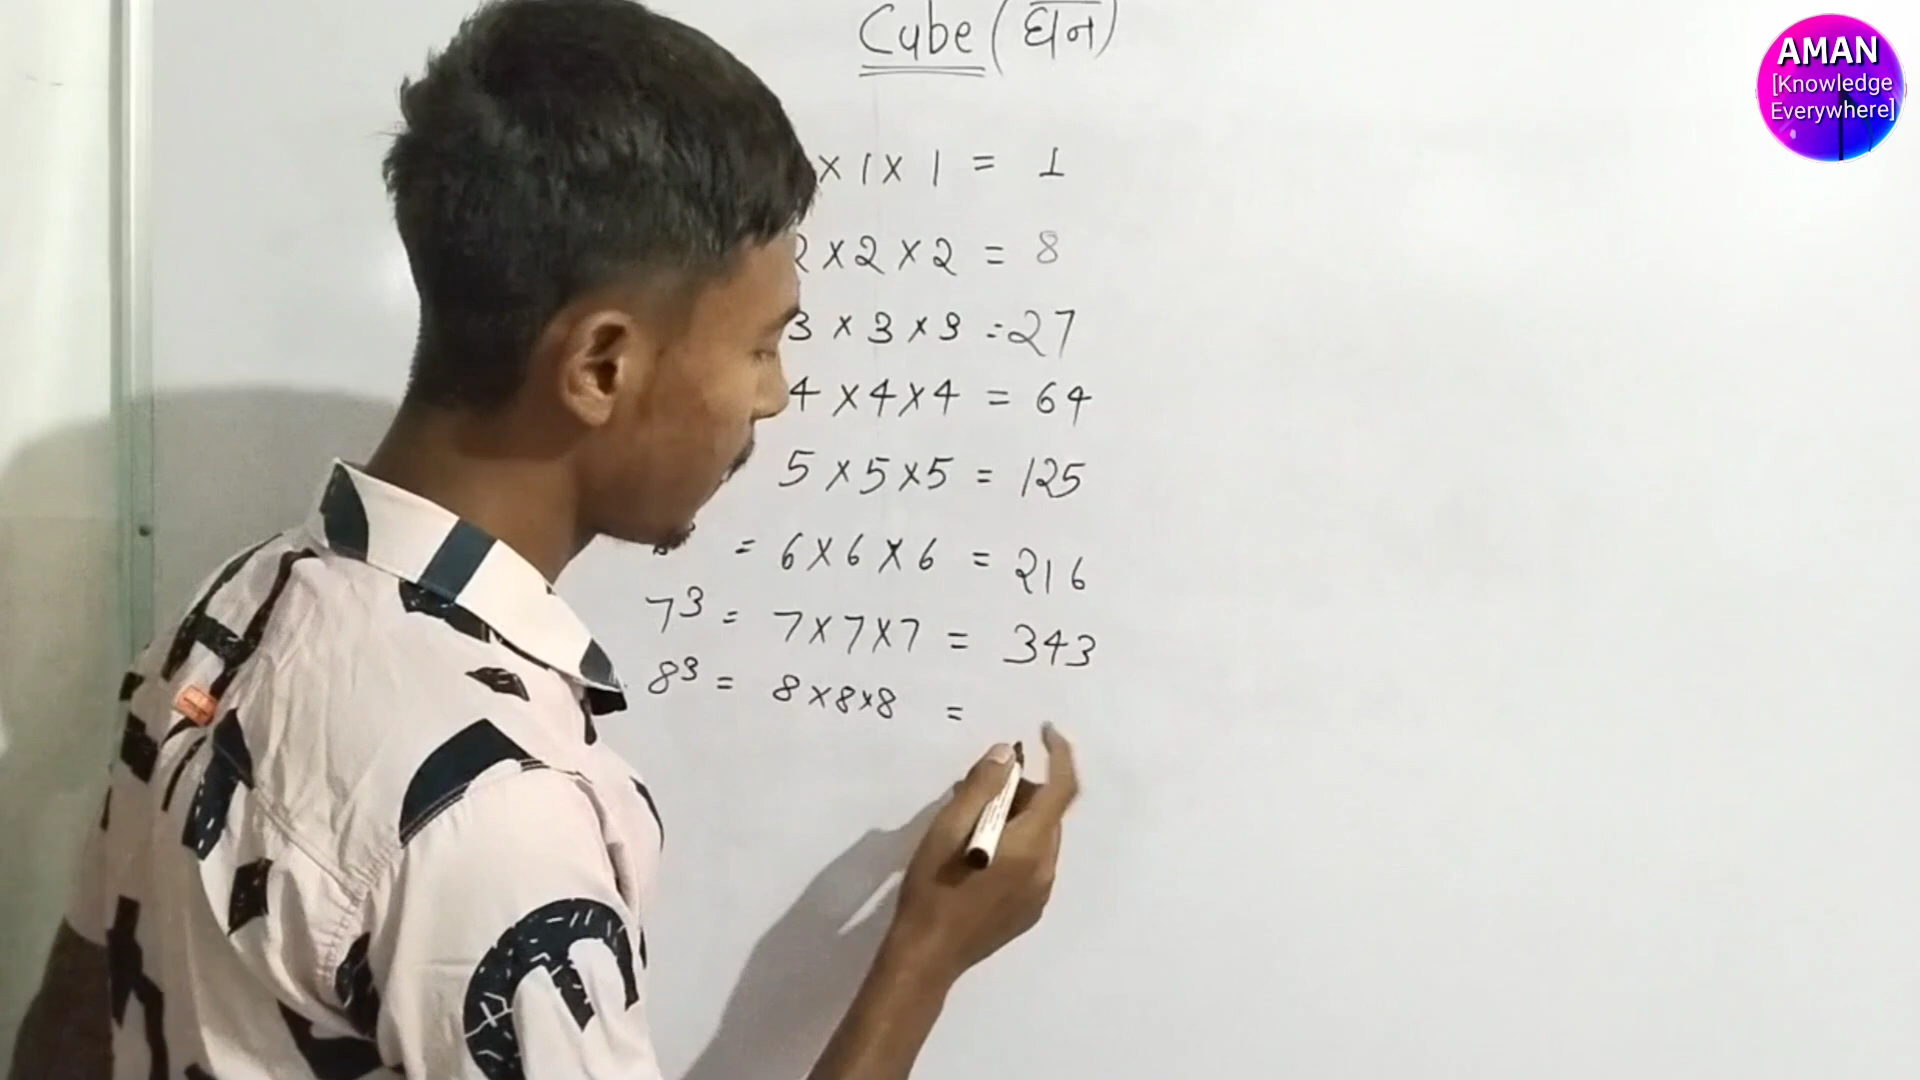 Cube (घन)
AMAN
[Knowledge
Everywhere]
× 1 × 1 = 1
2 × 2 × 2 = 8
3 × 3 × 3 = 27
4 × 4 × 4 = 64
5 × 5 × 5 = 125
= 6 × 6 × 6 = 216
7³ = 7 × 7 × 7 = 343
8³ = 8 × 8 × 8 =